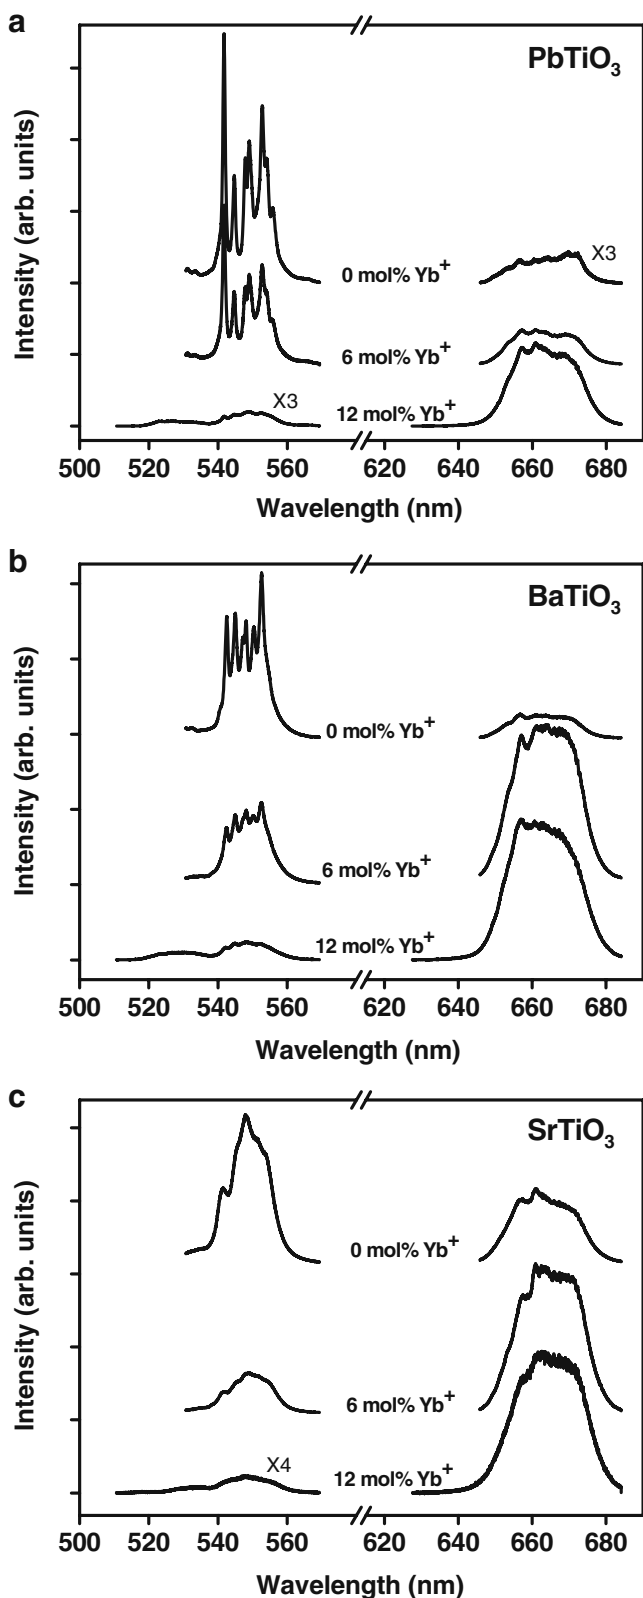 a
PbTiO3
Intensity (arb. units)
X3
0 mol% Yb+
6 mol% Yb+
X3
12 mol% Yb+
500 520 540 560 620 640 660 680
Wavelength (nm)
b
BaTiO3
Intensity (arb. units)
0 mol% Yb+
6 mol% Yb+
12 mol% Yb+
500 520 540 560 620 640 660 680
Wavelength (nm)
c
SrTiO3
Intensity (arb. units)
0 mol% Yb+
6 mol% Yb+
X4
12 mol% Yb+
500 520 540 560 620 640 660 680
Wavelength (nm)